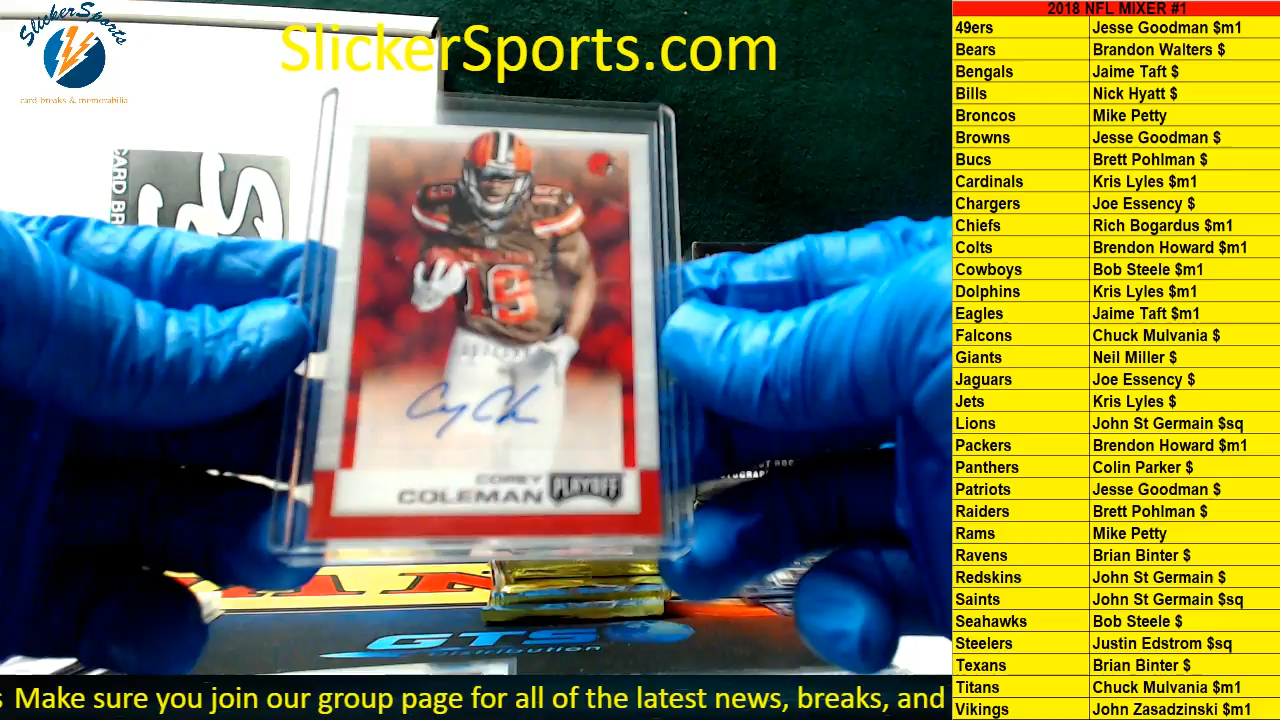 SlickerSports
card breaks & memorabilia
SlickerSports.com
CARD BR
19
COREY
COLEMAN
PLAYOFF
GTS
Distribution
s Make sure you join our group page for all of the latest news, breaks, and
2018 NFL MIXER #1
49ers Jesse Goodman $m1
Bears Brandon Walters $
Bengals Jaime Taft $
Bills Nick Hyatt $
Broncos Mike Petty
Browns Jesse Goodman $
Bucs Brett Pohlman $
Cardinals Kris Lyles $m1
Chargers Joe Essency $
Chiefs Rich Bogardus $m1
Colts Brendon Howard $m1
Cowboys Bob Steele $m1
Dolphins Kris Lyles $m1
Eagles Jaime Taft $m1
Falcons Chuck Mulvania $
Giants Neil Miller $
Jaguars Joe Essency $
Jets Kris Lyles $
Lions John St Germain $sq
Packers Brendon Howard $m1
Panthers Colin Parker $
Patriots Jesse Goodman $
Raiders Brett Pohlman $
Rams Mike Petty
Ravens Brian Binter $
Redskins John St Germain $
Saints John St Germain $sq
Seahawks Bob Steele $
Steelers Justin Edstrom $sq
Texans Brian Binter $
Titans Chuck Mulvania $m1
Vikings John Zasadzinski $m1